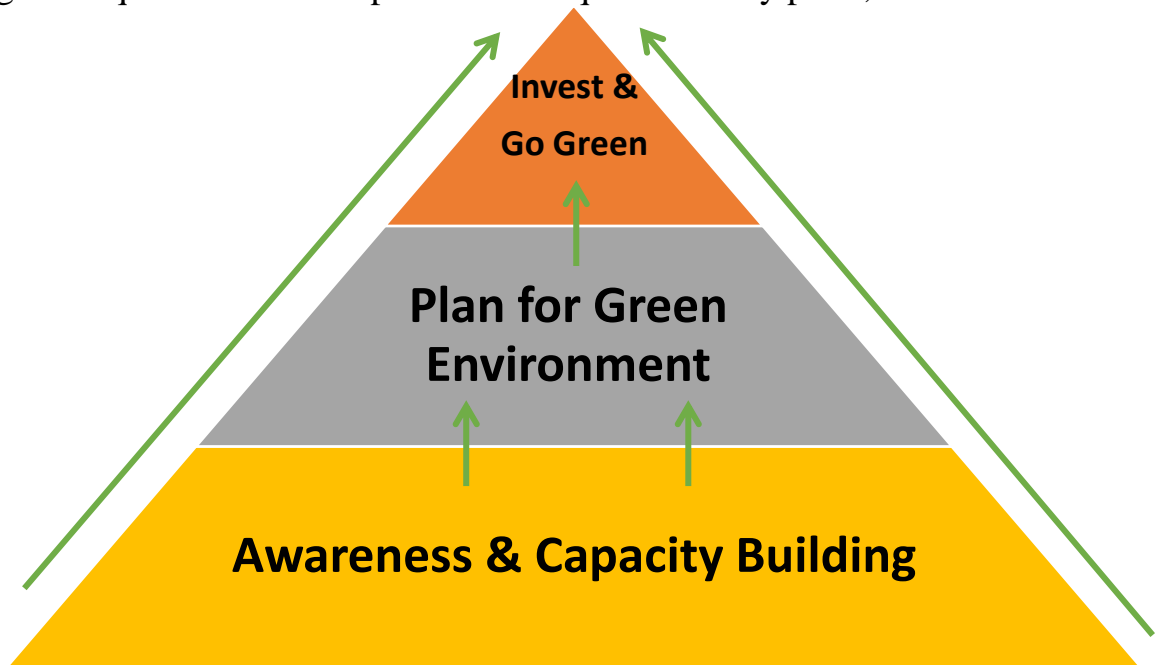 Invest &
Go Green
Plan for Green
Environment
Awareness & Capacity Building